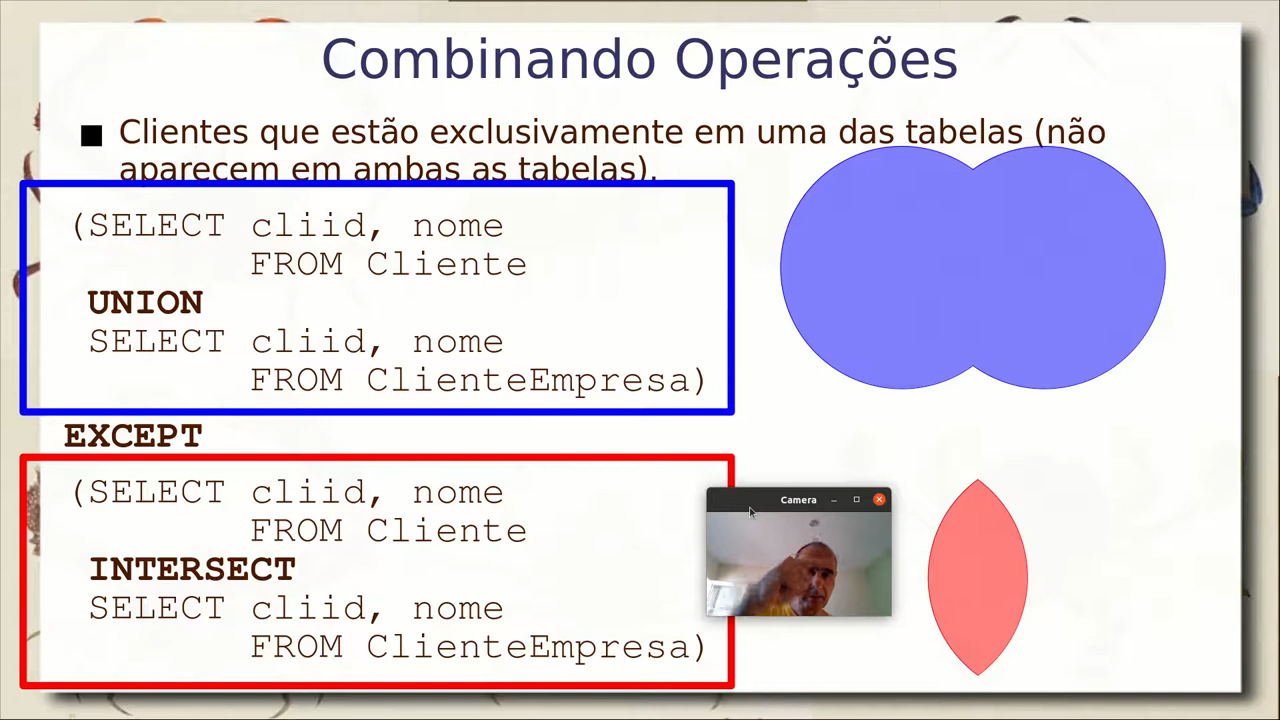 Combinando Operações
■ Clientes que estão exclusivamente em uma das tabelas (não
aparecem em ambas as tabelas).
(SELECT cliid, nome
FROM Cliente
UNION
SELECT cliid, nome
FROM ClienteEmpresa)
EXCEPT
(SELECT cliid, nome
FROM Cliente
INTERSECT
SELECT cliid, nome
FROM ClienteEmpresa)
Camera